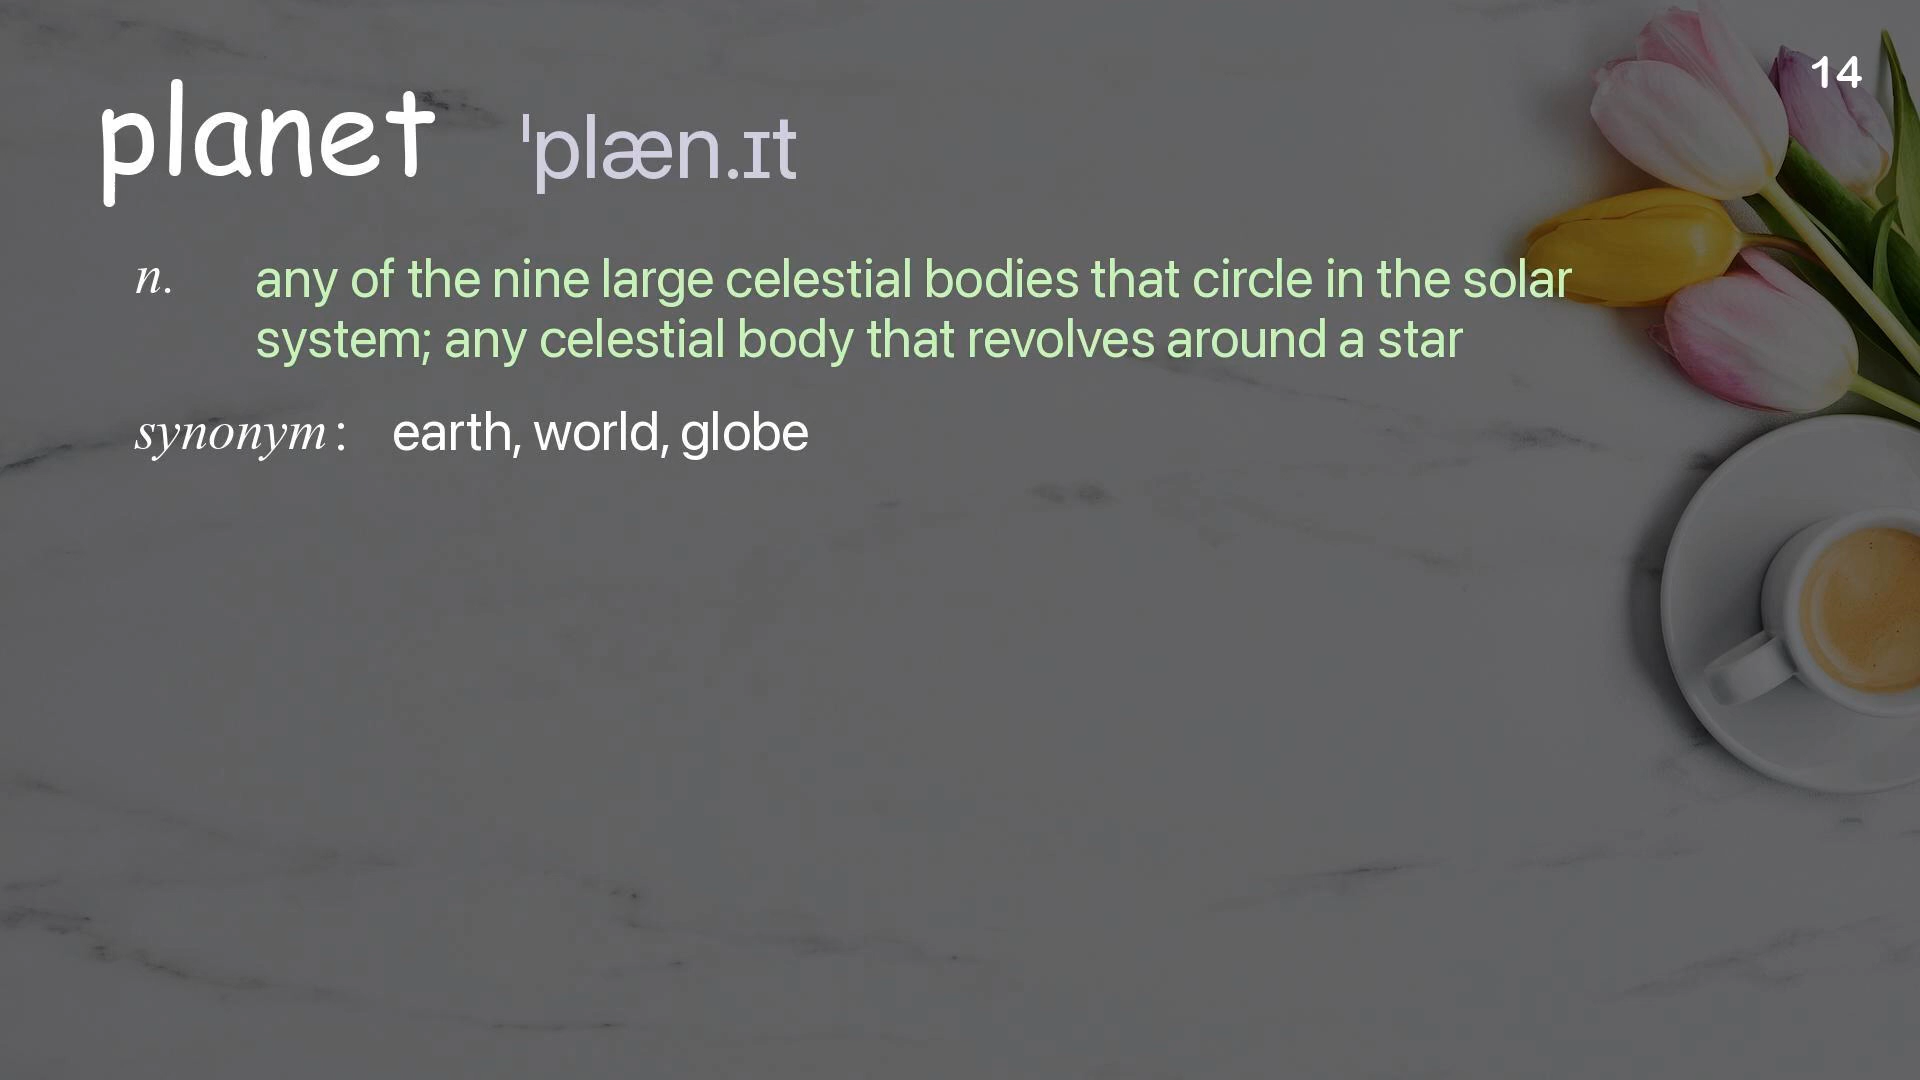 14
planet ˈplæn.ɪt
n. any of the nine large celestial bodies that circle in the solar
system; any celestial body that revolves around a star
synonym: earth, world, globe